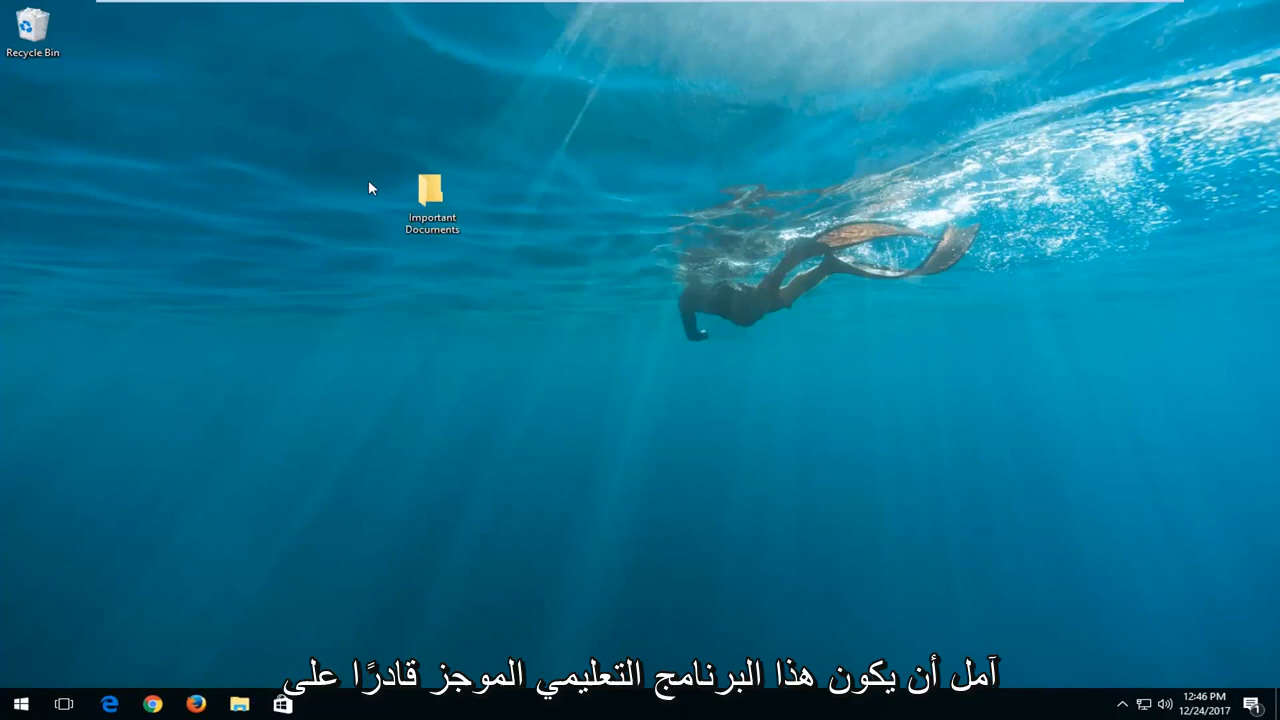 Recycle Bin
Important
Documents
آمل أن يكون هذا البرنامج التعليمي الموجز قادرًا على
12:46 PM
12/24/2017
1